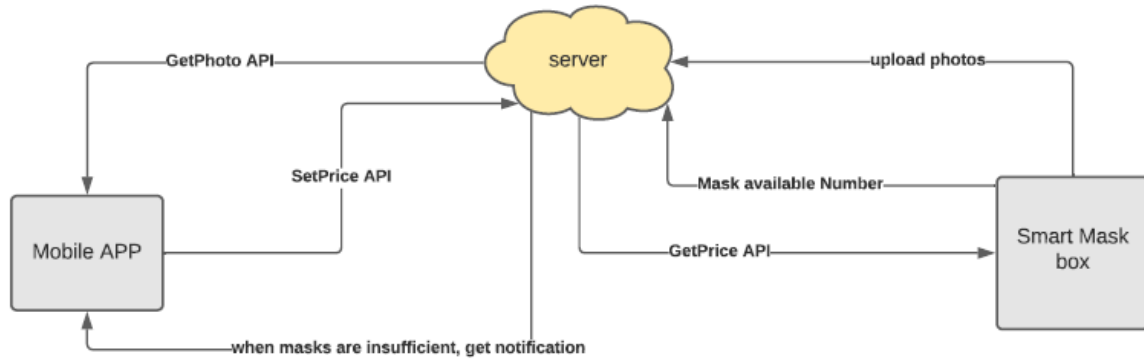 server
GetPhoto API
upload photos
SetPrice API
Mask available Number
Mobile APP
GetPrice API
Smart Mask
box
when masks are insufficient, get notification